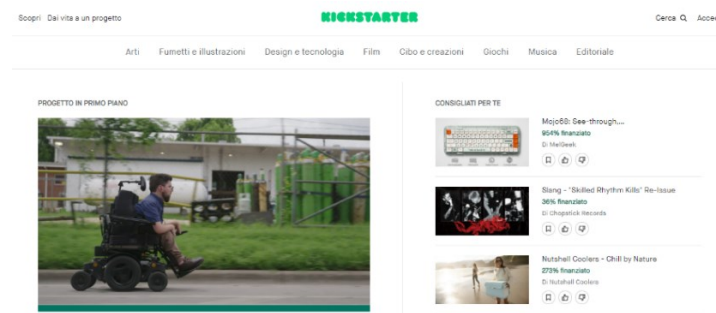 Scopri Dai vita a un progetto
KICKSTARTER
Cerca
Arti Fumetti e illustrazioni Design e tecnologia Film Cibo e creazioni Giochi Musica Editoriale
PROGETTO IN PRIMO PIANO
CONSIGLIATI PER TE
Mojo68: See-through....
954% finanziato
Di MelGeek
Slang - "Skilled Rhythm Kills" Re-Issue
36% finanziato
Di Chopstick Records
Nutshell Coolers - Chill by Nature
273% finanziato
Di Nutshell Coolers